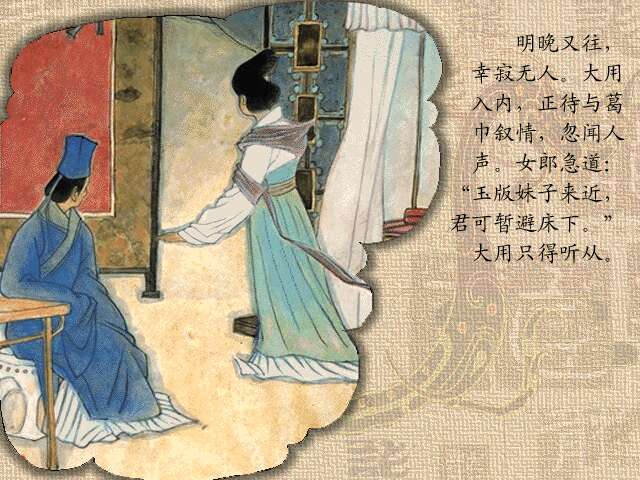 明晚又往，
幸寂无人。大用
入内，正待与葛
巾叙情，忽闻人
声。女郎急道：
“玉版妹子来近，
君可暂避床下。”
大用只得听从。